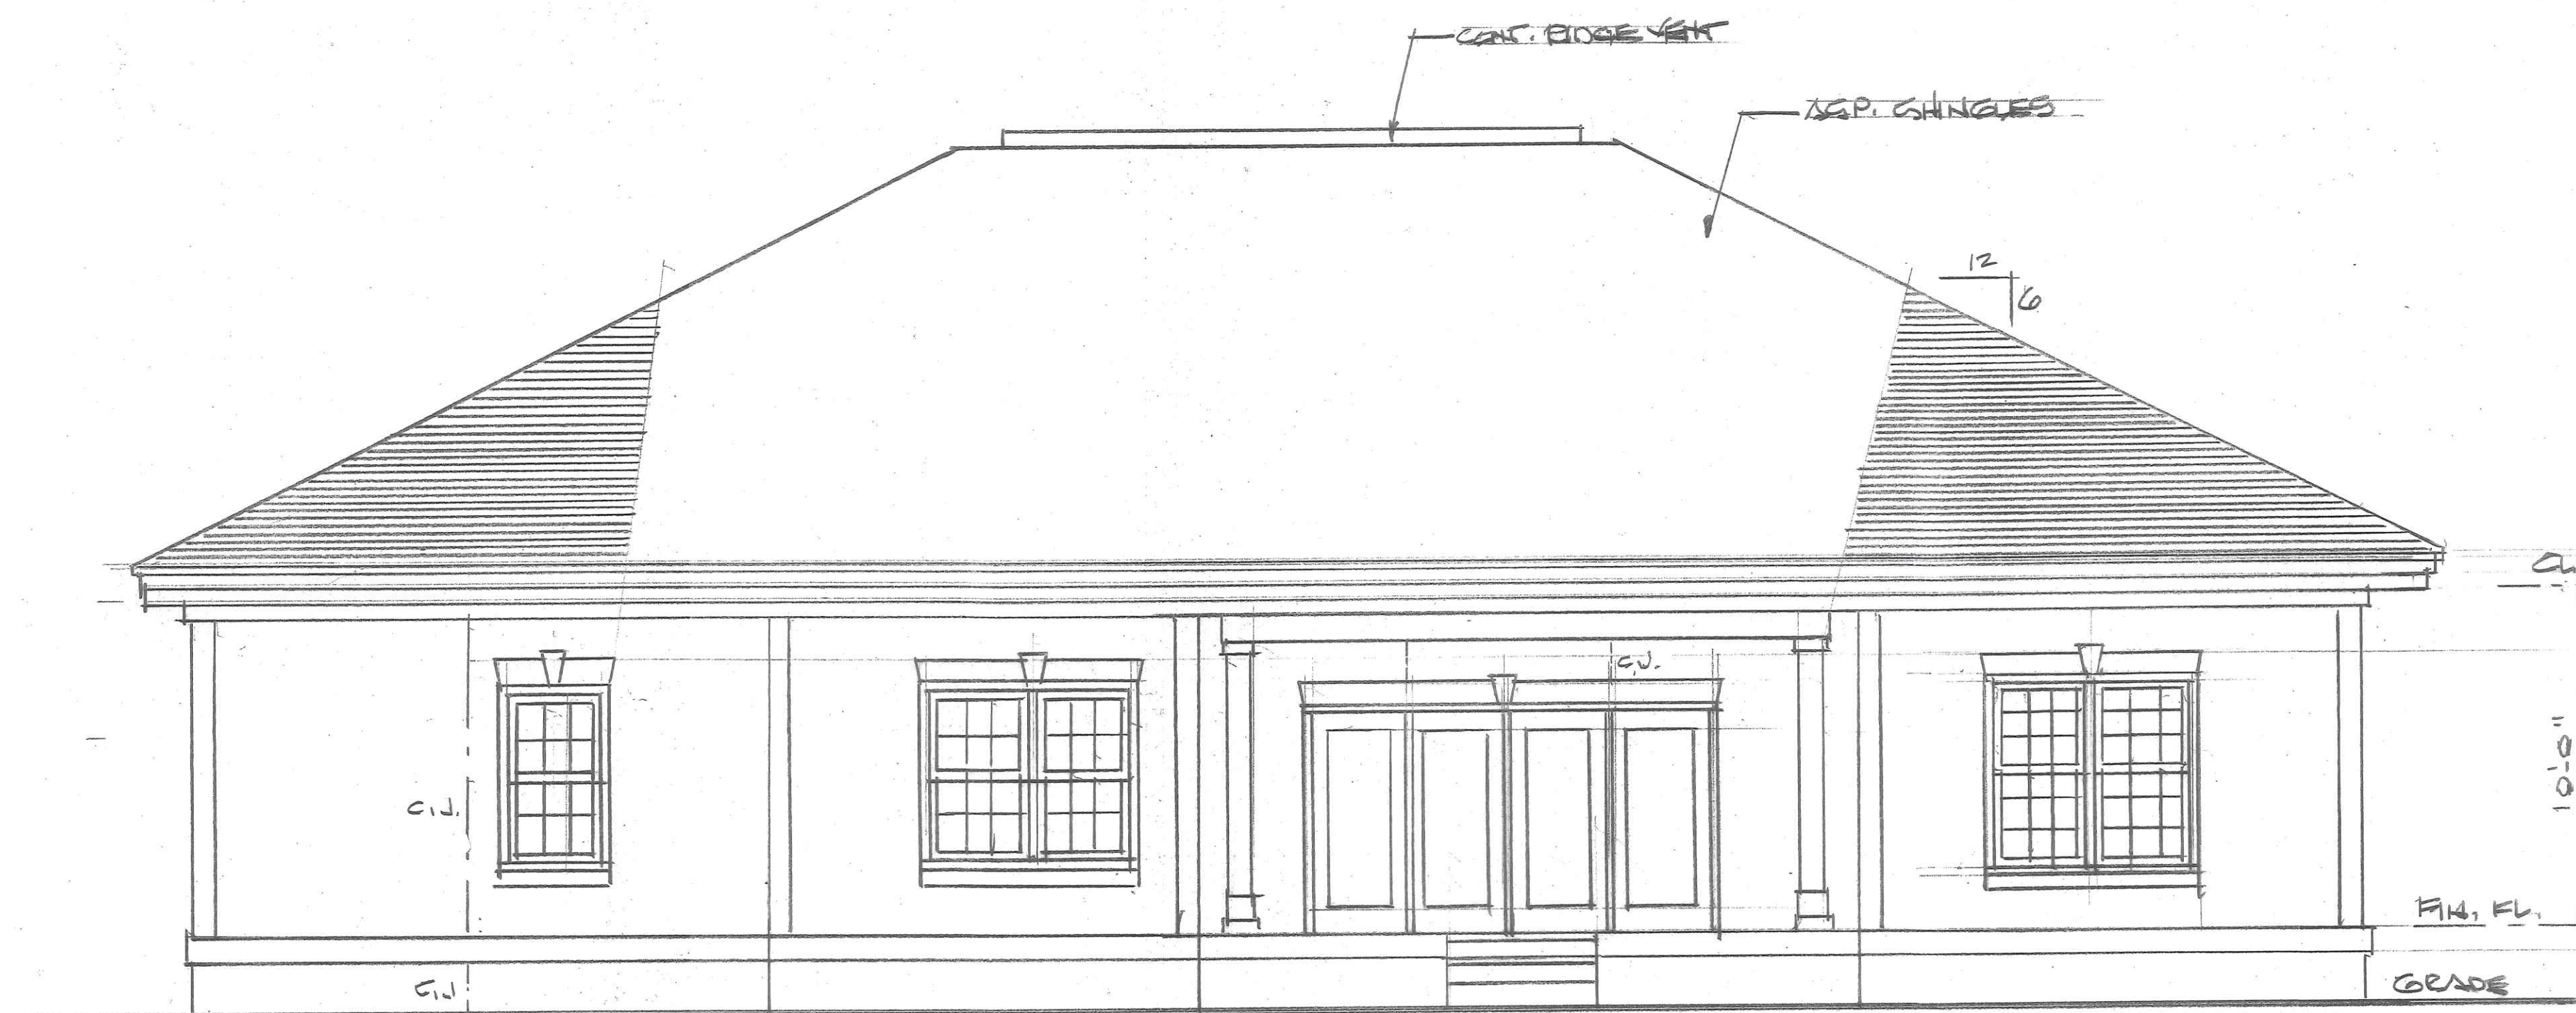 CONT. RIDGE VENT
ASP. SHINGLES
12
6
C.J.
C.J.
10'-0"
FIN. FL.
C.J.
GRADE